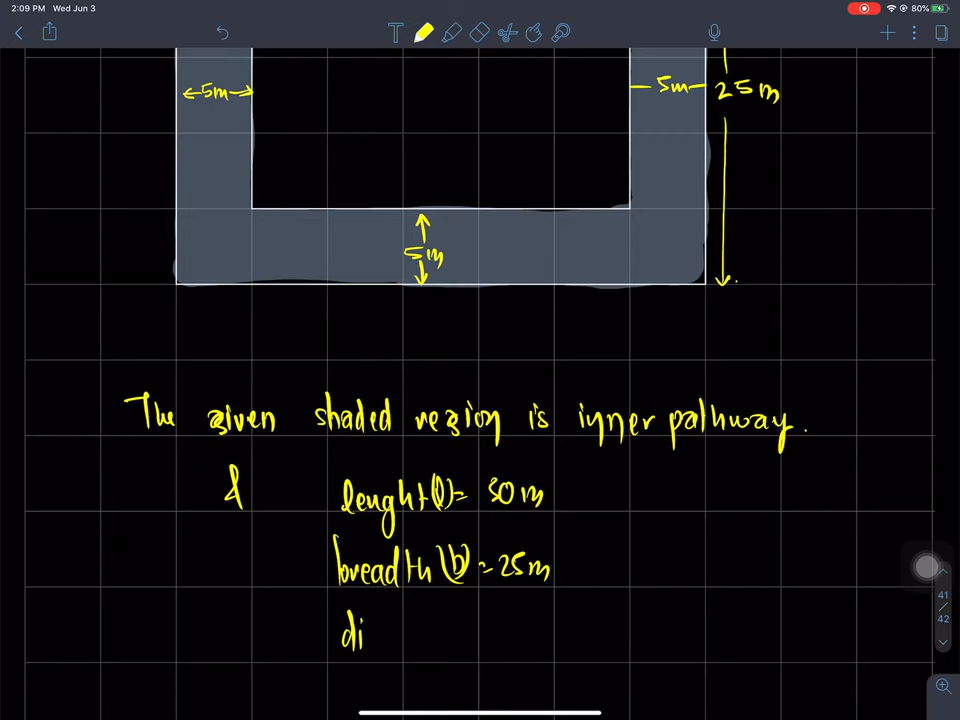 2:09 PM Wed Jun 3 80%
T
5m 5m 25m
5m
The given shaded region is inner pathway.
& lenght(l)= 50m
breadth (b) = 25m
di
41
42